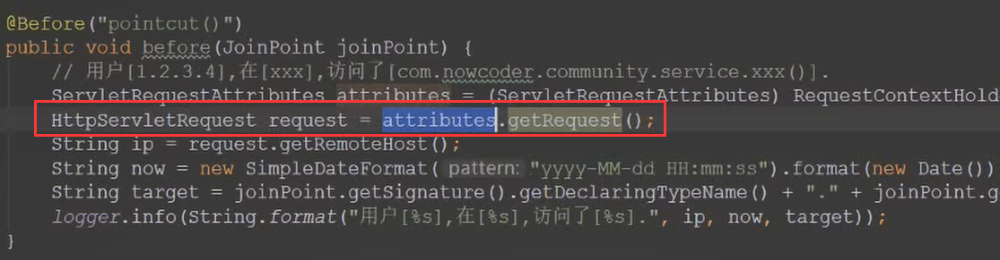 @Before("pointcut()")
public void before(JoinPoint joinPoint) {
// 用户[1.2.3.4],在[xxx],访问了[com.nowcoder.community.service.xxx()].
ServletRequestAttributes attributes = (ServletRequestAttributes) RequestContextHold
HttpServletRequest request = attributes.getRequest();
String ip = request.getRemoteHost();
String now = new SimpleDateFormat( pattern: "yyyy-MM-dd HH:mm:ss").format(new Date())
String target = joinPoint.getSignature().getDeclaringTypeName() + "." + joinPoint.g
logger.info(String.format("用户[%s],在[%s],访问了[%s].", ip, now, target));
}